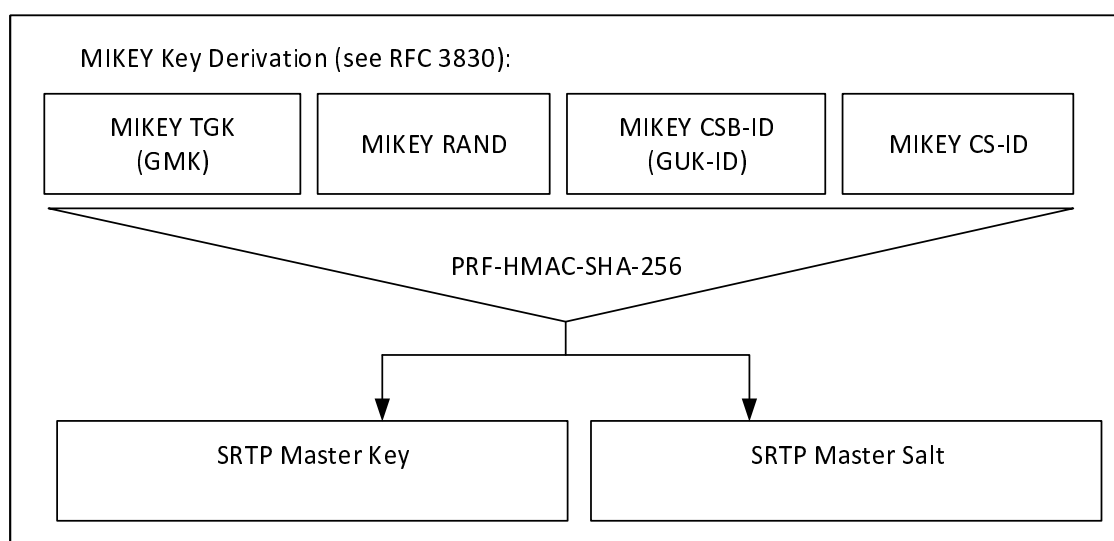 MIKEY Key Derivation (see RFC 3830):
MIKEY TGK
(GMK)
MIKEY RAND
MIKEY CSB-ID
(GUK-ID)
MIKEY CS-ID
PRF-HMAC-SHA-256
SRTP Master Key
SRTP Master Salt